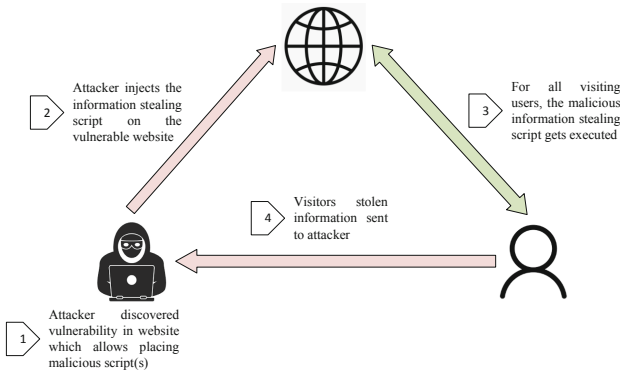 1
Attacker discovered
vulnerability in website
which allows placing
malicious script(s)
2
Attacker injects the
information stealing
script on the
vulnerable website
3
For all visiting
users, the malicious
information stealing
script gets executed
4
Visitors stolen
information sent
to attacker